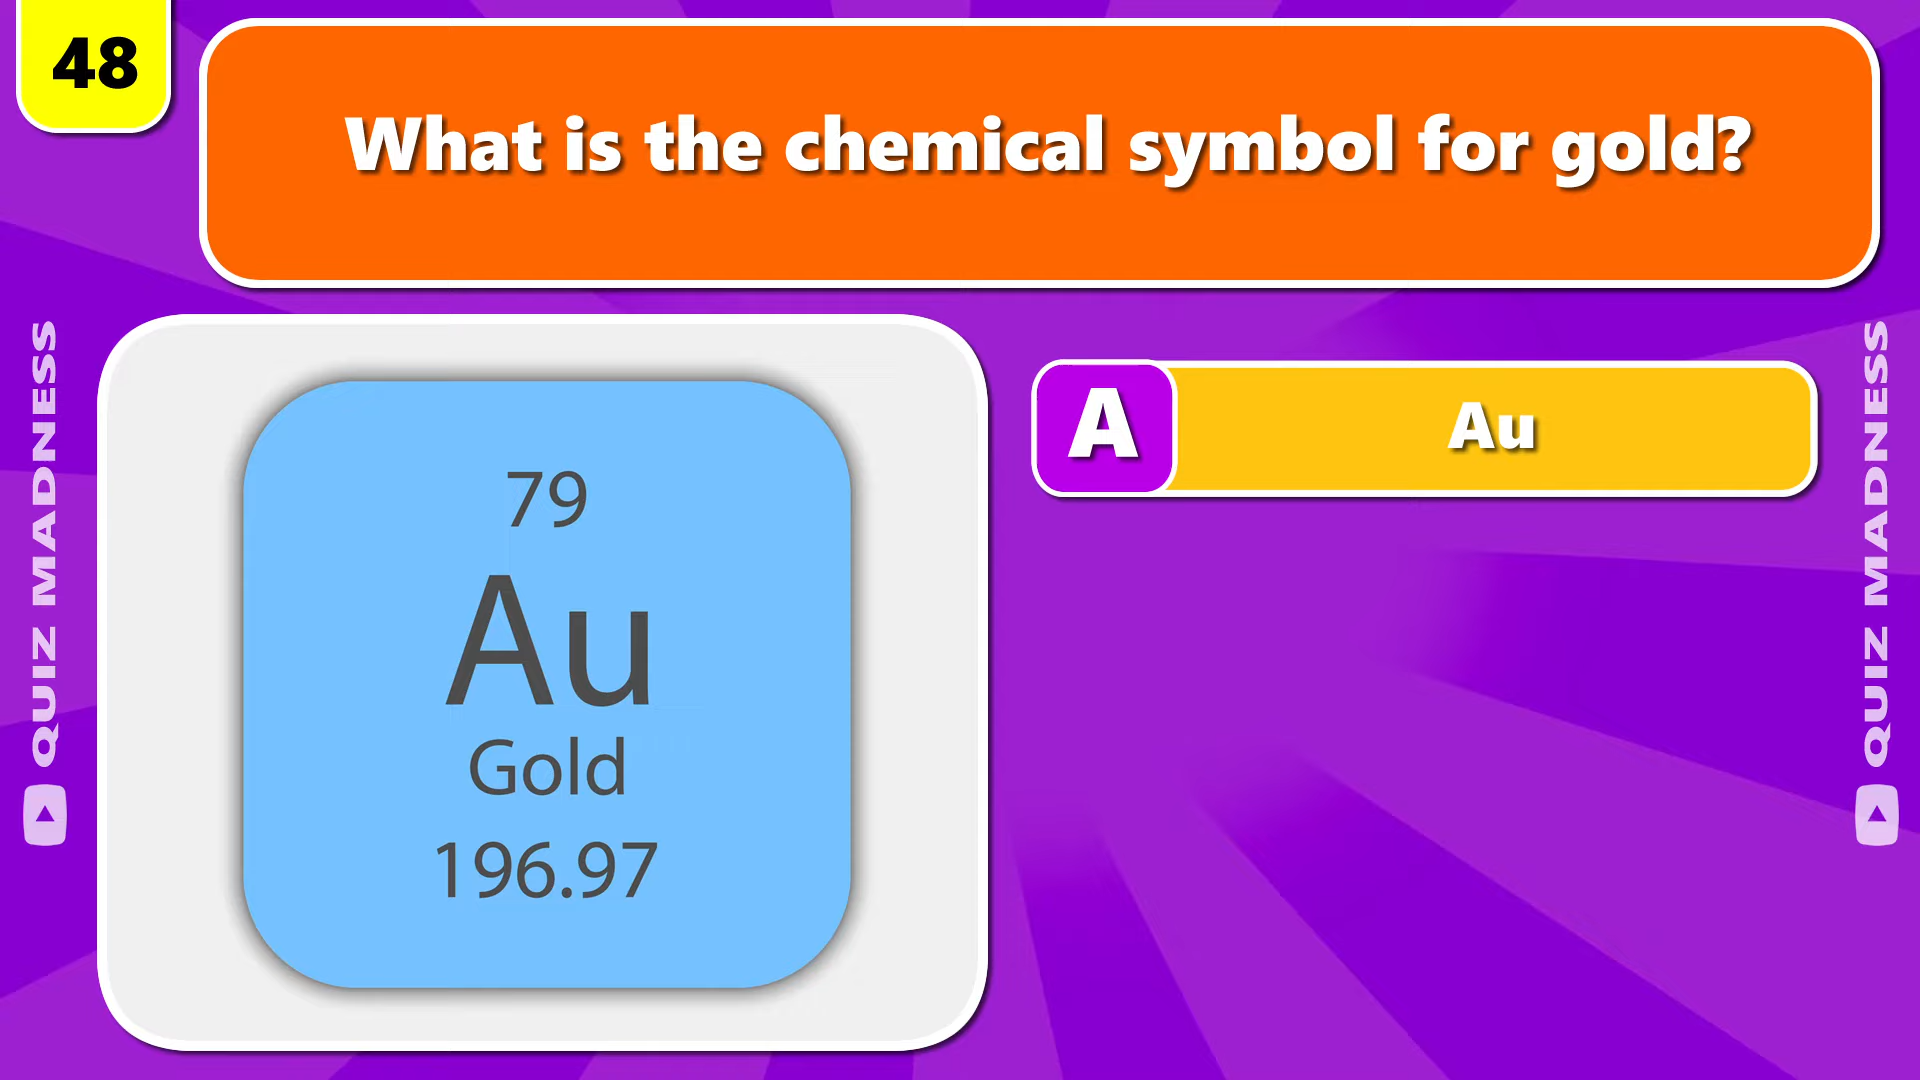 48
What is the chemical symbol for gold?
QUIZ MADNESS
79
Au
Gold
196.97
A
Au
QUIZ MADNESS